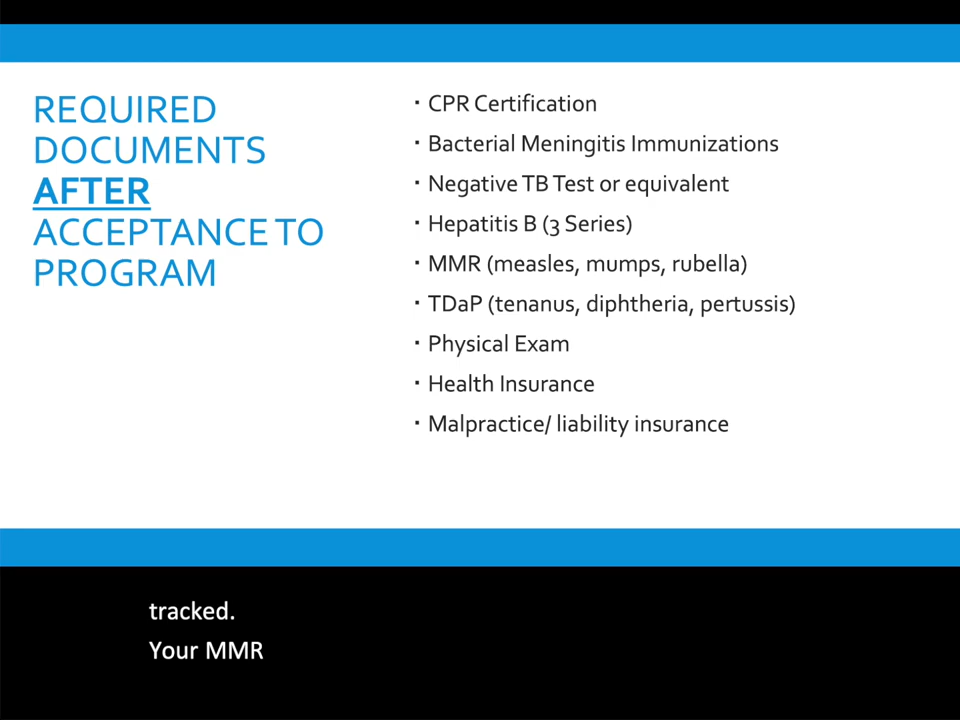 REQUIRED
DOCUMENTS
AFTER
ACCEPTANCE TO
PROGRAM
▪ CPR Certification
▪ Bacterial Meningitis Immunizations
▪ Negative TB Test or equivalent
▪ Hepatitis B (3 Series)
▪ MMR (measles, mumps, rubella)
▪ TDaP (tenanus, diphtheria, pertussis)
▪ Physical Exam
▪ Health Insurance
▪ Malpractice/ liability insurance
tracked.
Your MMR